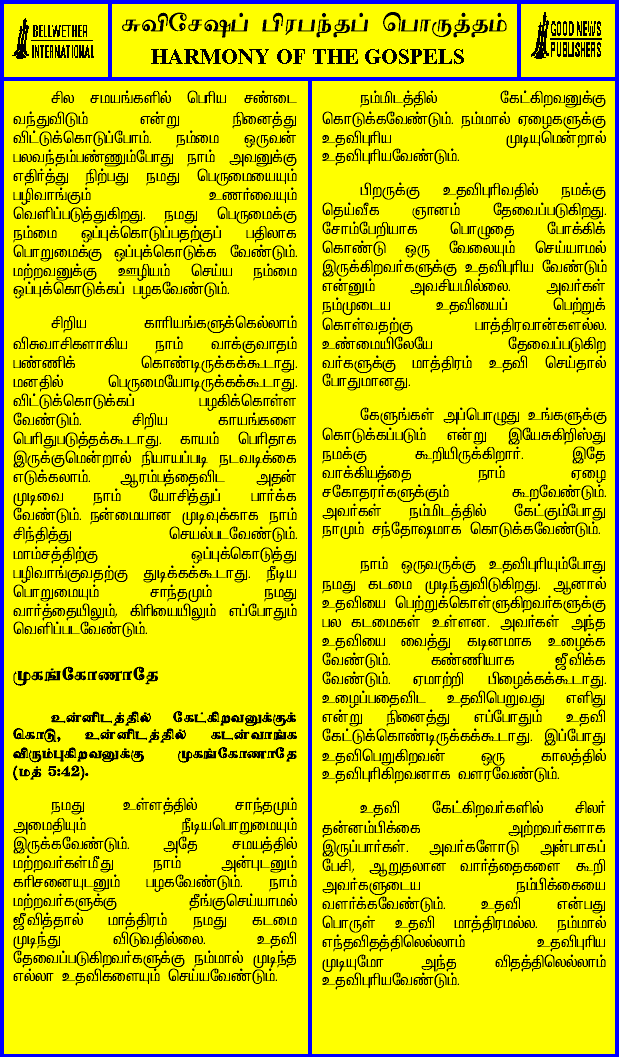 BELLWETHER
INTERNATIONAL
சுவிசேஷப் பிரபந்தப் பொருத்தம்
HARMONY OF THE GOSPELS
GOOD NEWS
PUBLISHERS
சில சமயங்களில் பெரிய சண்டை
வந்துவிடும் என்று நினைத்து
விட்டுக்கொடுப்போம். நம்மை ஒருவன்
பலவந்தம்பண்ணும்போது நாம் அவனுக்கு
எதிர்த்து நிற்பது நமது பெருமையையும்
பழிவாங்கும் உணர்வையும்
வெளிப்படுத்துகிறது. நமது பெருமைக்கு
நம்மை ஒப்புக்கொடுப்பதற்குப் பதிலாக
பொறுமைக்கு ஒப்புக்கொடுக்க வேண்டும்.
மற்றவனுக்கு ஊழியம் செய்ய நம்மை
ஒப்புக்கொடுக்கப் பழகவேண்டும்.
சிறிய காரியங்களுக்கெல்லாம்
விசுவாசிகளாகிய நாம் வாக்குவாதம்
பண்ணிக் கொண்டிருக்கக்கூடாது.
மனதில் பெருமையோடிருக்கக்கூடாது.
விட்டுக்கொடுக்கப் பழகிக்கொள்ள
வேண்டும். சிறிய காயங்களை
பெரிதுபடுத்தக்கூடாது. காயம் பெரிதாக
இருக்குமென்றால் நியாயப்படி நடவடிக்கை
எடுக்கலாம். ஆரம்பத்தைவிட அதன்
முடிவை நாம் யோசித்துப் பார்க்க
வேண்டும். நன்மையான முடிவுக்காக நாம்
சிந்தித்து செயல்படவேண்டும்.
மாம்சத்திற்கு ஒப்புக்கொடுத்து
பழிவாங்குவதற்கு துடிக்கக்கூடாது. நீடிய
பொறுமையும் சாந்தமும் நமது
வார்த்தையிலும், கிரியையிலும் எப்போதும்
வெளிப்படவேண்டும்.
முகங்கோணாதே
உன்னிடத்தில் கேட்கிறவனுக்குக்
கொடு, உன்னிடத்தில் கடன்வாங்க
விரும்புகிறவனுக்கு முகங்கோணாதே
(மத் 5:42).
நமது உள்ளத்தில் சாந்தமும்
அமைதியும் நீடியபொறுமையும்
இருக்கவேண்டும். அதே சமயத்தில்
மற்றவர்கள்மீது நாம் அன்புடனும்
கரிசனையுடனும் பழகவேண்டும். நாம்
மற்றவர்களுக்கு தீங்குசெய்யாமல்
ஜீவித்தால் மாத்திரம் நமது கடமை
முடிந்து விடுவதில்லை. உதவி
தேவைப்படுகிறவர்களுக்கு நம்மால் முடிந்த
எல்லா உதவிகளையும் செய்யவேண்டும்.
நம்மிடத்தில் கேட்கிறவனுக்கு
கொடுக்கவேண்டும். நம்மால் ஏழைகளுக்கு
உதவிபுரிய முடியுமென்றால்
உதவிபுரியவேண்டும்.
பிறருக்கு உதவிபுரிவதில் நமக்கு
தெய்வீக ஞானம் தேவைப்படுகிறது.
சோம்பேறியாக பொழுதை போக்கிக்
கொண்டு ஒரு வேலையும் செய்யாமல்
இருக்கிறவர்களுக்கு உதவிபுரிய வேண்டும்
என்னும் அவசியமில்லை. அவர்கள்
நம்முடைய உதவியைப் பெற்றுக்
கொள்வதற்கு பாத்திரவான்களல்ல.
உண்மையிலேயே தேவைப்படுகிற
வர்களுக்கு மாத்திரம் உதவி செய்தால்
போதுமானது.
கேளுங்கள் அப்பொழுது உங்களுக்கு
கொடுக்கப்படும் என்று இயேசுகிறிஸ்து
நமக்கு கூறியிருக்கிறார். இதே
வாக்கியத்தை நாம் ஏழை
சகோதரர்களுக்கும் கூறவேண்டும்.
அவர்கள் நம்மிடத்தில் கேட்கும்போது
நாமும் சந்தோஷமாக கொடுக்கவேண்டும்.
நாம் ஒருவருக்கு உதவிபுரியும்போது
நமது கடமை முடிந்துவிடுகிறது. ஆனால்
உதவியை பெற்றுக்கொள்ளுகிறவர்களுக்கு
பல கடமைகள் உள்ளன. அவர்கள் அந்த
உதவியை வைத்து கடினமாக உழைக்க
வேண்டும். கண்ணியாக ஜீவிக்க
வேண்டும். ஏமாற்றி பிழைக்கக்கூடாது.
உழைப்பதைவிட உதவிபெறுவது எளிது
என்று நினைத்து எப்போதும் உதவி
கேட்டுக்கொண்டிருக்கக்கூடாது. இப்போது
உதவிபெறுகிறவன் ஒரு காலத்தில்
உதவிபுரிகிறவனாக வளரவேண்டும்.
உதவி கேட்கிறவர்களில் சிலர்
தன்னம்பிக்கை அற்றவர்களாக
இருப்பார்கள். அவர்களோடு அன்பாகப்
பேசி, ஆறுதலான வார்த்தைகளை கூறி
அவர்களுடைய நம்பிக்கையை
வளர்க்கவேண்டும். உதவி என்பது
பொருள் உதவி மாத்திரமல்ல. நம்மால்
எந்தவிதத்திலெல்லாம் உதவிபுரிய
முடியுமோ அந்த விதத்திலெல்லாம்
உதவிபுரியவேண்டும்.